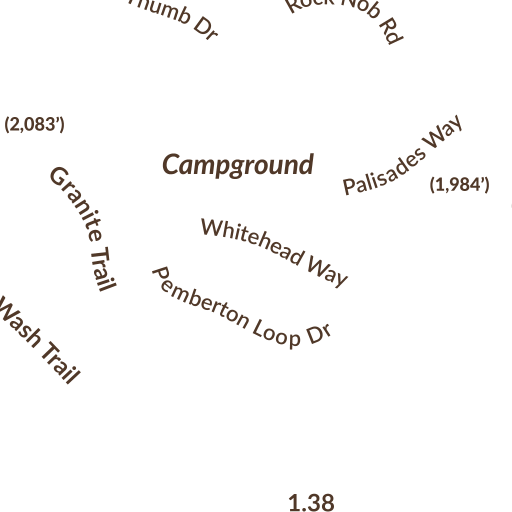 Rock Nob Rd
Dr
(2,083')
Campground
Palisades Way
(1,984')
Granite Trail
Whitehead Way
Pemberton Loop Dr
Wash Trail
1.38